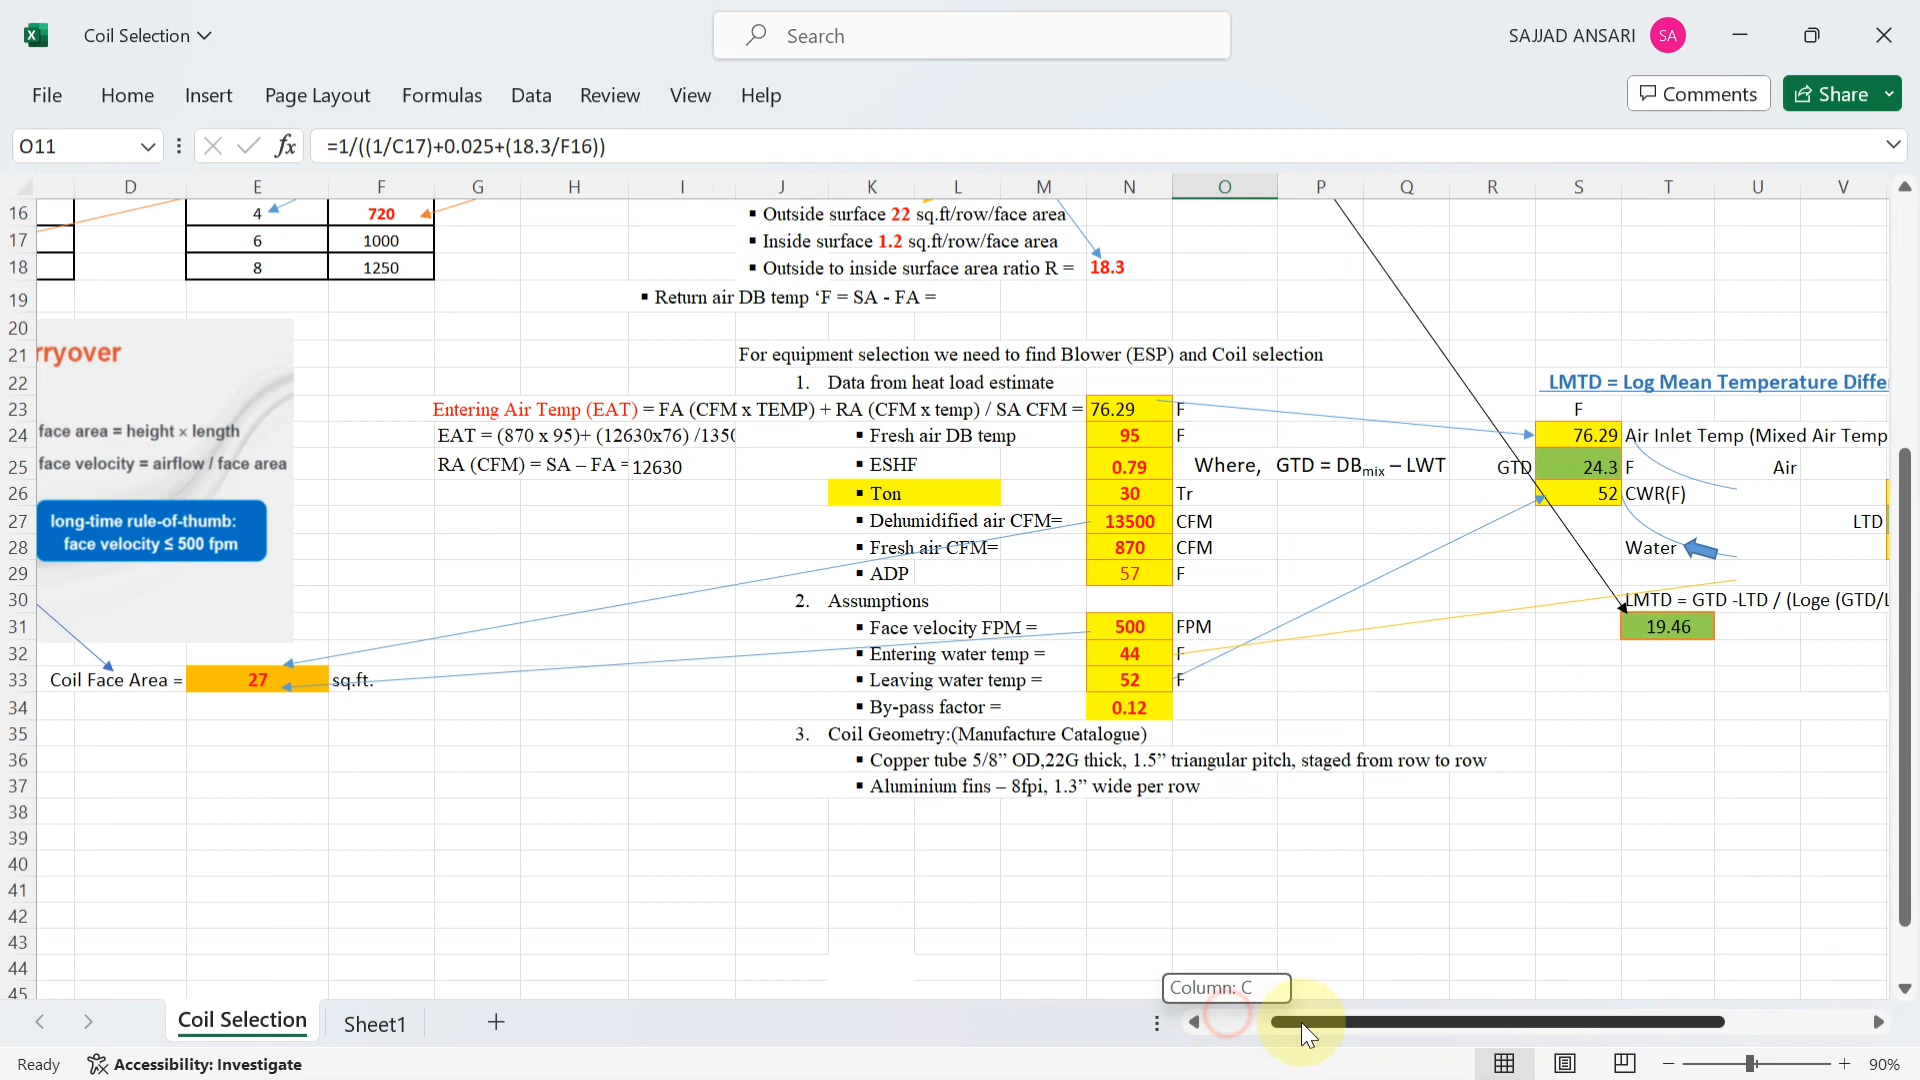 Coil Selection
Search
SAJJAD ANSARI SA
File Home Insert Page Layout Formulas Data Review View Help
Comments Share
O11 fx =1/((1/C17)+0.025+(18.3/F16))
D E F G H I J K L M N O P Q R S T U V
16 4 720 ▪ Outside surface 22 sq.ft/row/face area
17 6 1000 ▪ Inside surface 1.2 sq.ft/row/face area
18 8 1250 ▪ Outside to inside surface area ratio R = 18.3
19 ▪ Return air DB temp ‘F = SA - FA =
20
21 rryover For equipment selection we need to find Blower (ESP) and Coil selection
22 1. Data from heat load estimate LMTD = Log Mean Temperature Diffe
23 Entering Air Temp (EAT) = FA (CFM x TEMP) + RA (CFM x temp) / SA CFM = 76.29 F F
24 face area = height × length EAT = (870 x 95)+ (12630x76) /1350 ▪ Fresh air DB temp 95 F 76.29 Air Inlet Temp (Mixed Air Temp
25 face velocity = airflow / face area RA (CFM) = SA – FA = 12630 ▪ ESHF 0.79 Where, GTD = DBmix – LWT GTD 24.3 F Air
26 ▪ Ton 30 Tr 52 CWR(F)
27 long-time rule-of-thumb: ▪ Dehumidified air CFM= 13500 CFM LTD
28 face velocity ≤ 500 fpm ▪ Fresh air CFM= 870 CFM Water
29 ▪ ADP 57 F
30 2. Assumptions LMTD = GTD -LTD / (Loge (GTD/L
31 ▪ Face velocity FPM = 500 FPM 19.46
32 ▪ Entering water temp = 44 F
33 Coil Face Area = 27 sq.ft. ▪ Leaving water temp = 52 F
34 ▪ By-pass factor = 0.12
35 3. Coil Geometry:(Manufacture Catalogue)
36 ▪ Copper tube 5/8” OD,22G thick, 1.5” triangular pitch, staged from row to row
37 ▪ Aluminium fins – 8fpi, 1.3” wide per row
38
39
40
41
42
43
44
45
Column: C
Coil Selection Sheet1
Ready Accessibility: Investigate 90%